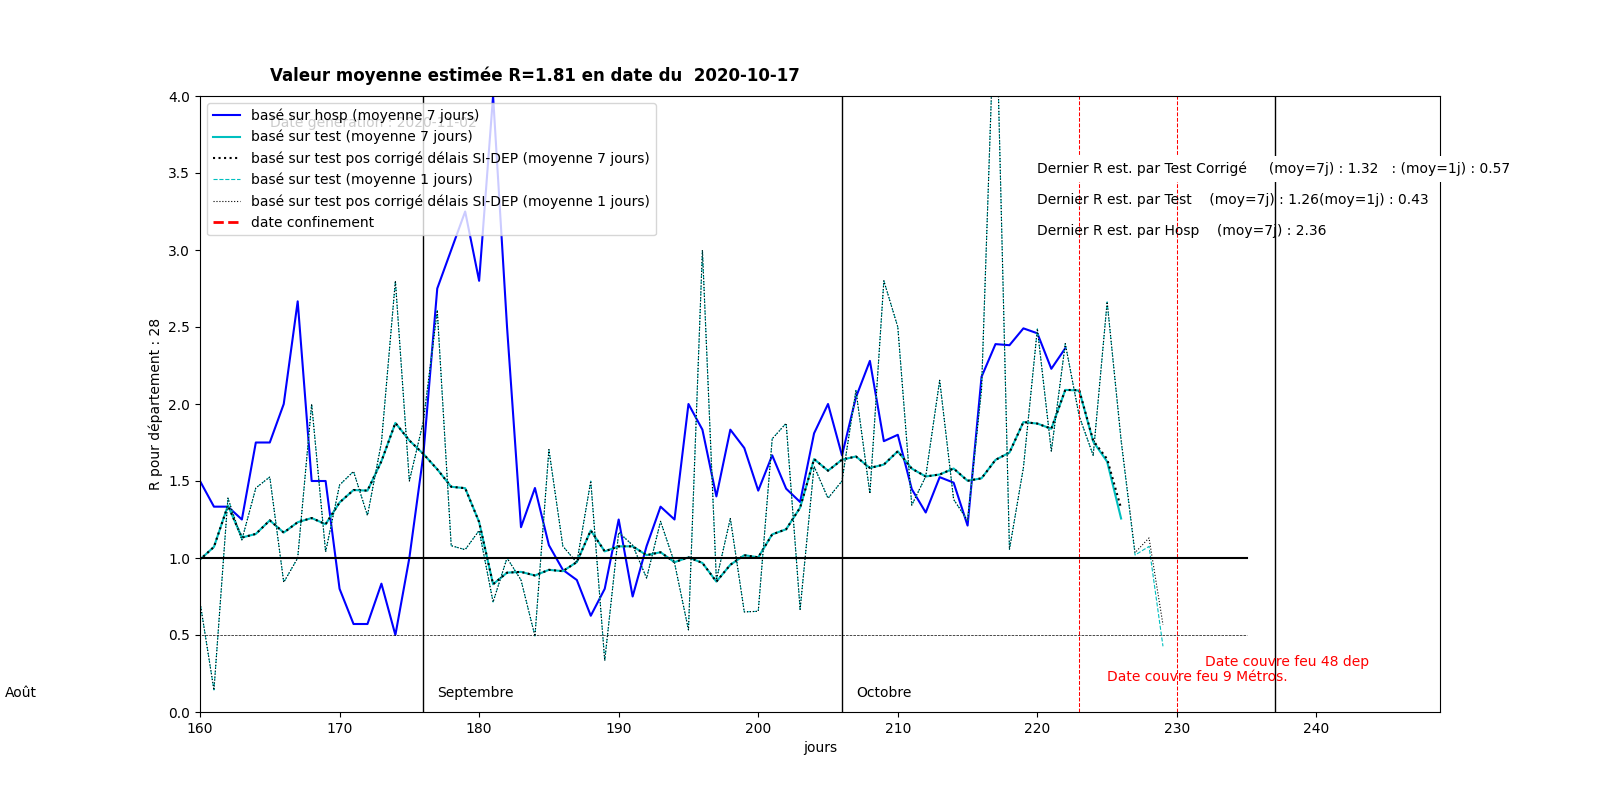 Valeur moyenne estimée R=1.81 en date du  2020-10-17
Date génération : 2020-11-02
basé sur hosp (moyenne 7 jours)
basé sur test (moyenne 7 jours)
basé sur test pos corrigé délais SI-DEP (moyenne 7 jours)
basé sur test (moyenne 1 jours)
basé sur test pos corrigé délais SI-DEP (moyenne 1 jours)
date confinement
Dernier R est. par Test Corrigé     (moy=7j) : 1.32   : (moy=1j) : 0.57
Dernier R est. par Test    (moy=7j) : 1.26(moy=1j) : 0.43
Dernier R est. par Hosp    (moy=7j) : 2.36
4.0
3.5
3.0
2.5
2.0
1.5
1.0
0.5
0.0
R pour département : 28
Date couvre feu 48 dep
Date couvre feu 9 Métros.
Août
Septembre
Octobre
160 170 180 190 200 210 220 230 240
jours